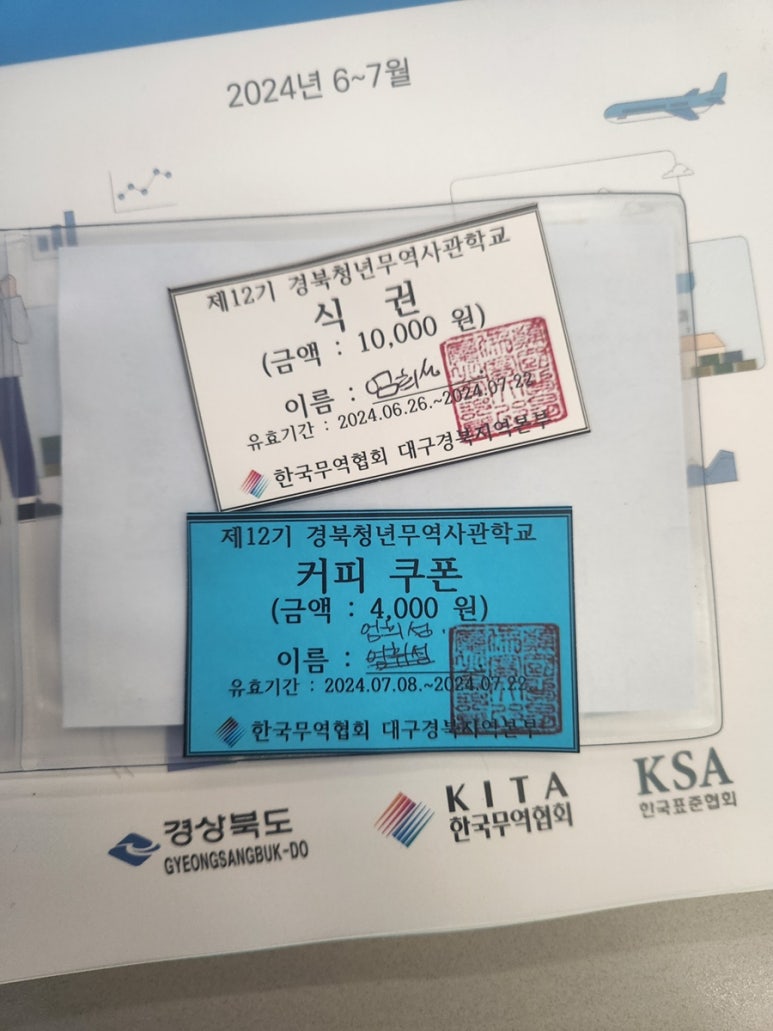 2024년 6~7월
제12기 경북청년무역사관학교
식 권
(금액 : 10,000 원)
이름 : 엄희성
유효기간 : 2024.06.26.~2024.07.22
한국무역협회 대구경북지역본부
제12기 경북청년무역사관학교
커피 쿠폰
(금액 : 4,000 원)
엄희성
이름 :
유효기간 : 2024.07.08.~2024.07.22
한국무역협회 대구경북지역본부
경상북도
GYEONGSANGBUK-DO
KITA
한국무역협회
KSA
한국표준협회